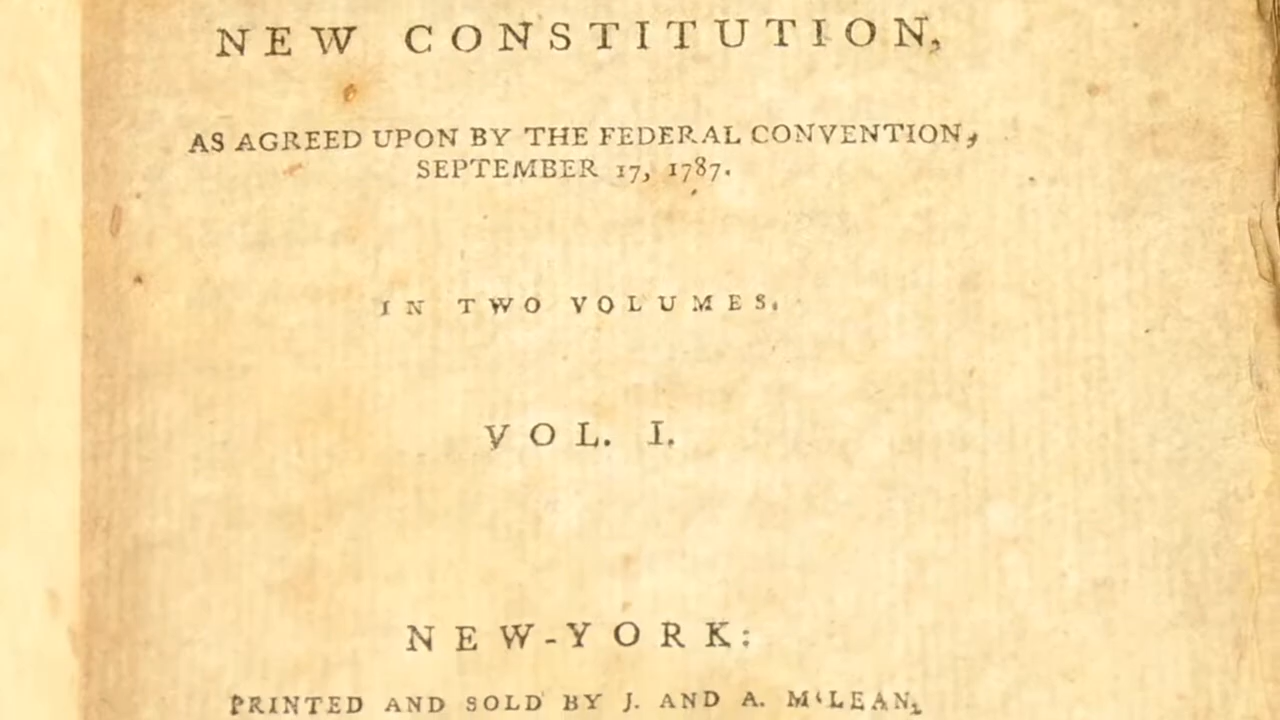 NEW CONSTITUTION,
AS AGREED UPON BY THE FEDERAL CONVENTION,
SEPTEMBER 17, 1787.
IN TWO VOLUMES.
VOL. I.
NEW-YORK:
PRINTED AND SOLD BY J. AND A. M‘LEAN,